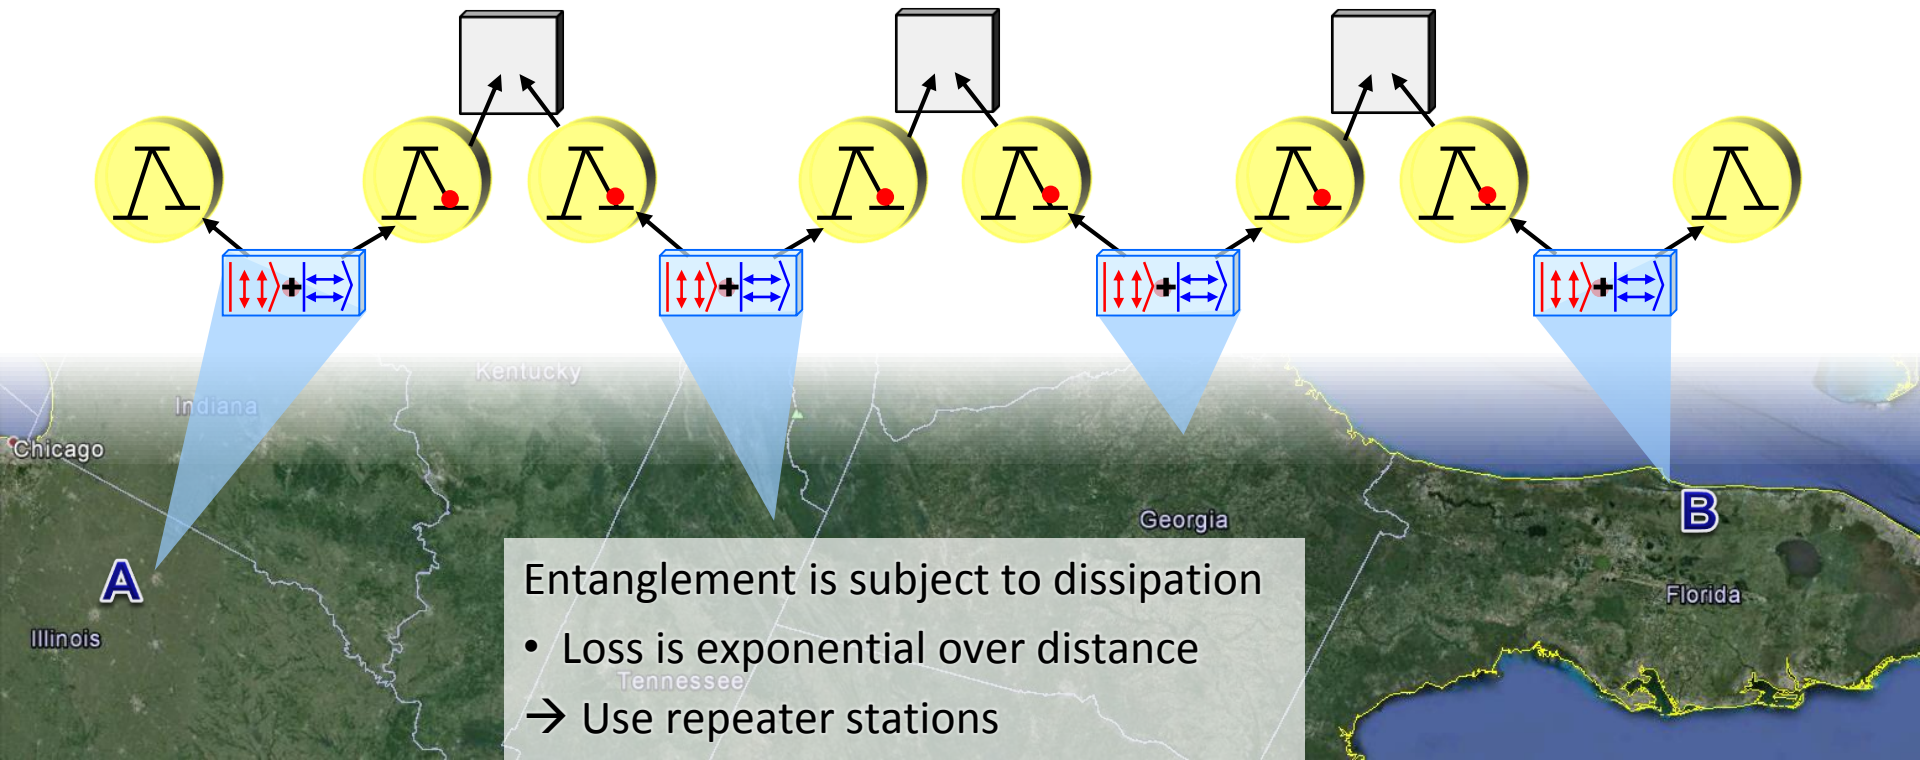 Kentucky
Indiana
Chicago
A
Illinois
Georgia
B
Florida
Entanglement is subject to dissipation
• Loss is exponential over distance
Tennessee
→ Use repeater stations